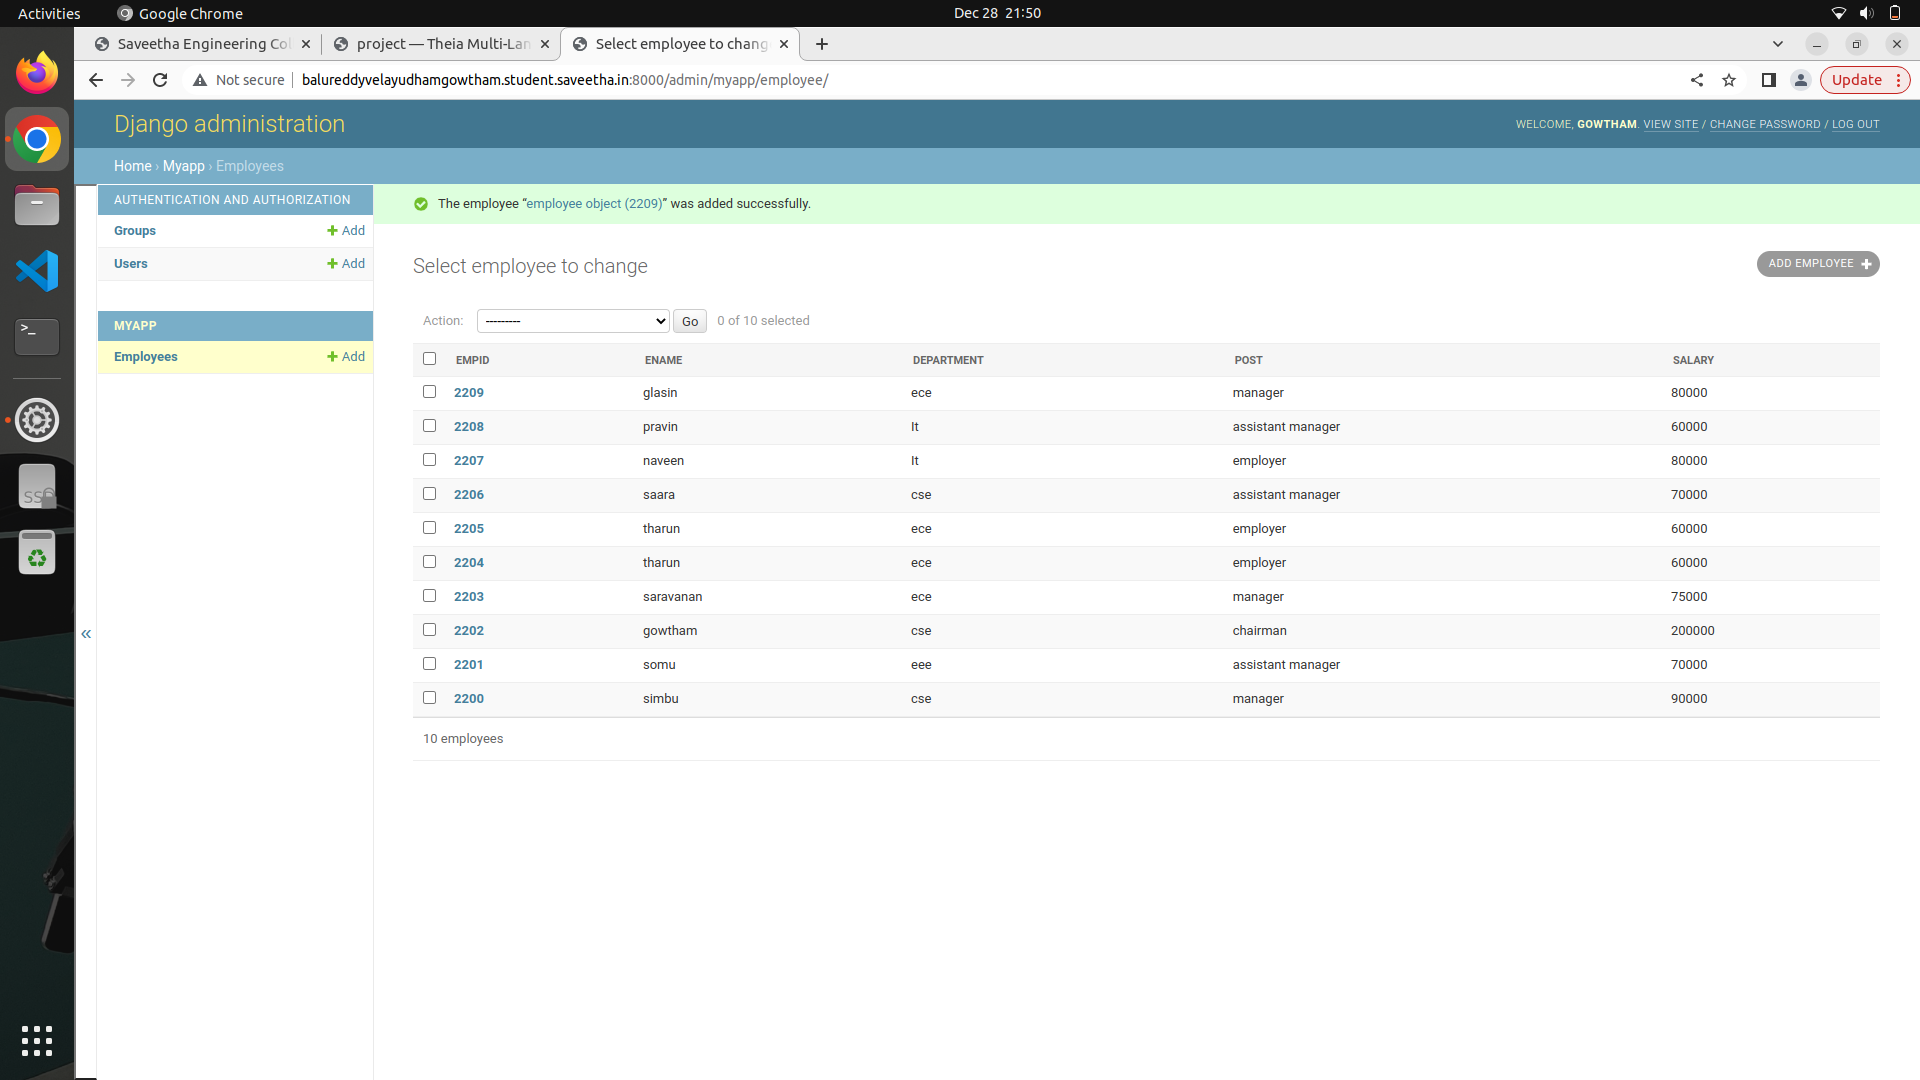 Activities Google Chrome Dec 28 21:50
Saveetha Engineering Col project — Theia Multi-Lan Select employee to chang
Not secure balureddyvelayudhamgowtham.student.saveetha.in:8000/admin/myapp/employee/ Update
Django administration WELCOME, GOWTHAM. VIEW SITE / CHANGE PASSWORD / LOG OUT
Home › Myapp › Employees
AUTHENTICATION AND AUTHORIZATION
Groups Add
Users Add
MYAPP
Employees Add
«
The employee “employee object (2209)” was added successfully.
Select employee to change
ADD EMPLOYEE
Action: --------- Go 0 of 10 selected
EMPID ENAME DEPARTMENT POST SALARY
2209 glasin ece manager 80000
2208 pravin It assistant manager 60000
2207 naveen It employer 80000
2206 saara cse assistant manager 70000
2205 tharun ece employer 60000
2204 tharun ece employer 60000
2203 saravanan ece manager 75000
2202 gowtham cse chairman 200000
2201 somu eee assistant manager 70000
2200 simbu cse manager 90000
10 employees